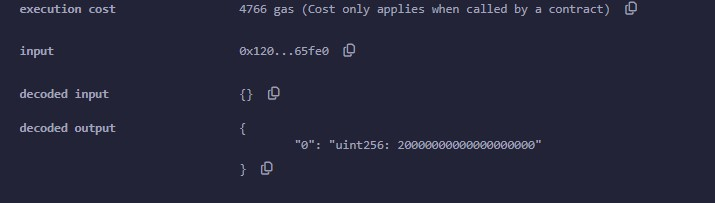 execution cost 4766 gas (Cost only applies when called by a contract)
input 0x120...65fe0
decoded input {}
decoded output {
"0": "uint256: 20000000000000000000"
}